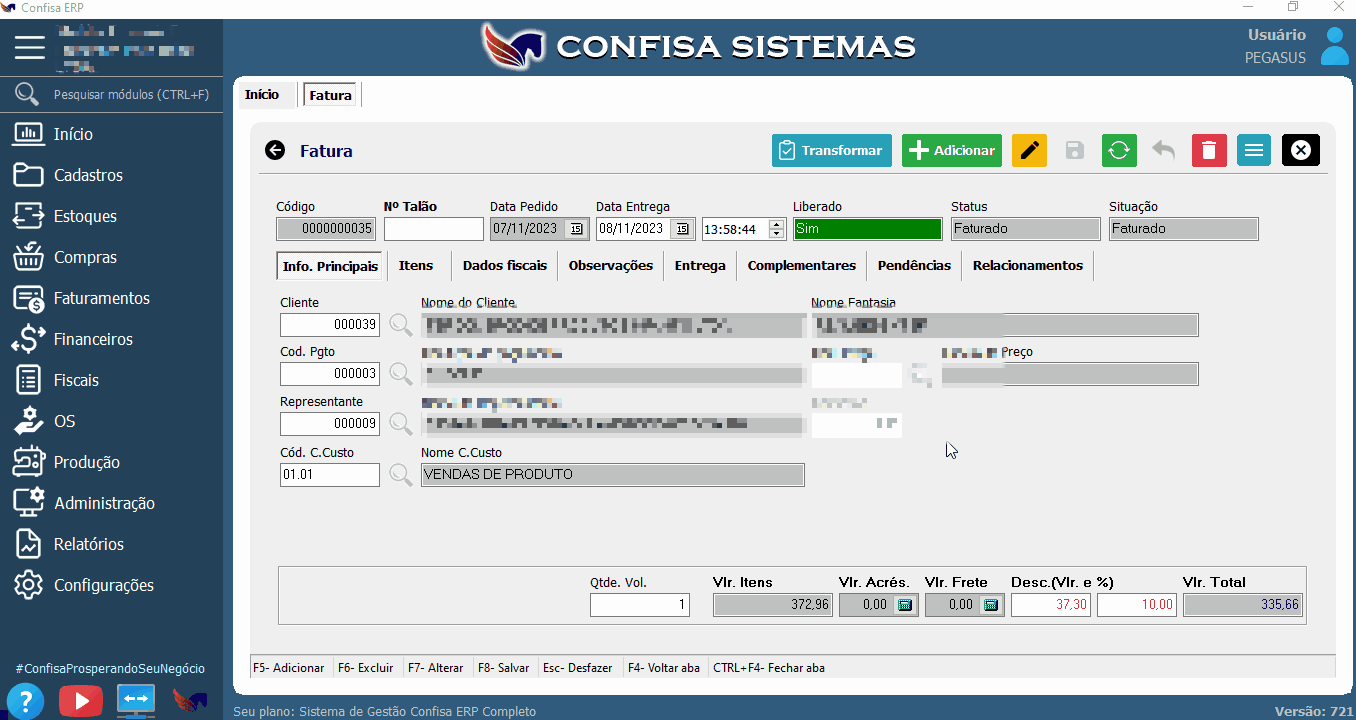 Confisa ERP
CONFISA SISTEMAS
Usuário
PEGASUS
Pesquisar módulos (CTRL+F)
Início
Cadastros
Estoques
Compras
Faturamentos
Financeiros
Fiscais
OS
Produção
Administração
Relatórios
Configurações
#ConfisaProsperandoSeuNegócio
?
Início Fatura
Fatura Transformar Adicionar
Código Nº Talão Data Pedido Data Entrega Liberado Status Situação
0000000035 07/11/2023 15 08/11/2023 15 13:58:44 Sim Faturado Faturado
Info. Principais Itens Dados fiscais Observações Entrega Complementares Pendências Relacionamentos
Cliente Nome do Cliente Nome Fantasia
000039
Cod. Pgto Preço
000003
Representante
000009
Cód. C.Custo Nome C.Custo
01.01 VENDAS DE PRODUTO
Qtde. Vol. Vlr. Itens Vlr. Acrés. Vlr. Frete Desc.(Vlr. e %) Vlr. Total
1 372,96 0,00 0,00 37,30 10,00 335,66
F5- Adicionar F6- Excluir F7- Alterar F8- Salvar Esc- Desfazer F4- Voltar aba CTRL+F4- Fechar aba
Seu plano: Sistema de Gestão Confisa ERP Completo Versão: 721